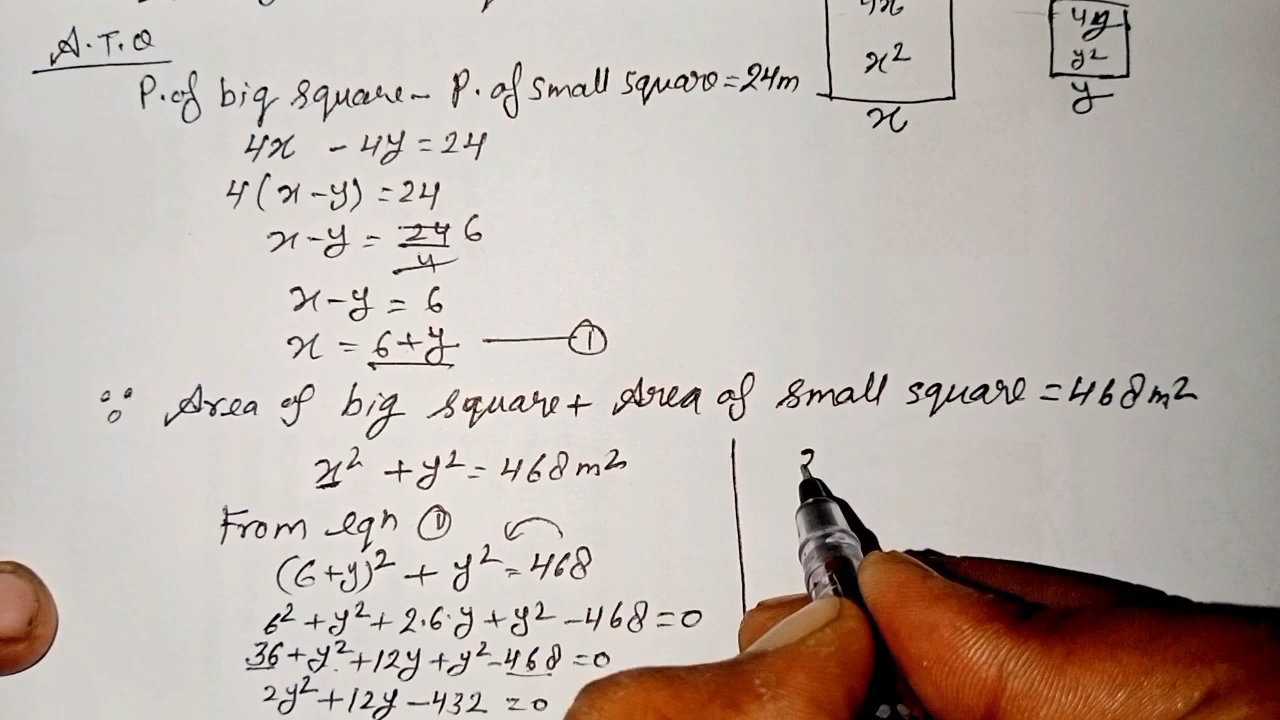 A.T.Q
4x
x²
x
4y
y²
y
P. of big square - P. of small square = 24m
4x - 4y = 24
4(x-y) = 24
x-y = 24/4 6
x-y = 6
x = 6+y —— ①
∵ Area of big square + Area of small square = 468m²
x² + y² = 468m²
From eqn ①
(6+y)² + y² = 468
6² + y² + 2.6.y + y² - 468 = 0
36 + y² + 12y + y² - 468 = 0
2y² + 12y - 432 = 0